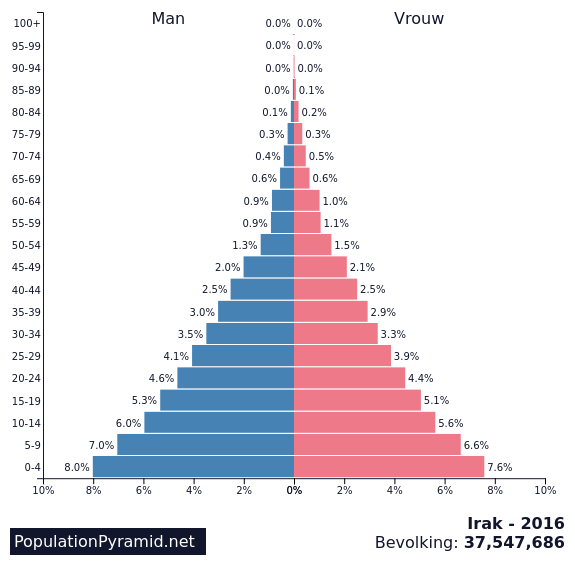 Man Vrouw
100+ 0.0% 0.0%
95-99 0.0% 0.0%
90-94 0.0% 0.0%
85-89 0.0% 0.1%
80-84 0.1% 0.2%
75-79 0.3% 0.3%
70-74 0.4% 0.5%
65-69 0.6% 0.6%
60-64 0.9% 1.0%
55-59 0.9% 1.1%
50-54 1.3% 1.5%
45-49 2.0% 2.1%
40-44 2.5% 2.5%
35-39 3.0% 2.9%
30-34 3.5% 3.3%
25-29 4.1% 3.9%
20-24 4.6% 4.4%
15-19 5.3% 5.1%
10-14 6.0% 5.6%
5-9 7.0% 6.6%
0-4 8.0% 7.6%
10% 8% 6% 4% 2% 0% 2% 4% 6% 8% 10%
Irak - 2016
PopulationPyramid.net Bevolking: 37,547,686